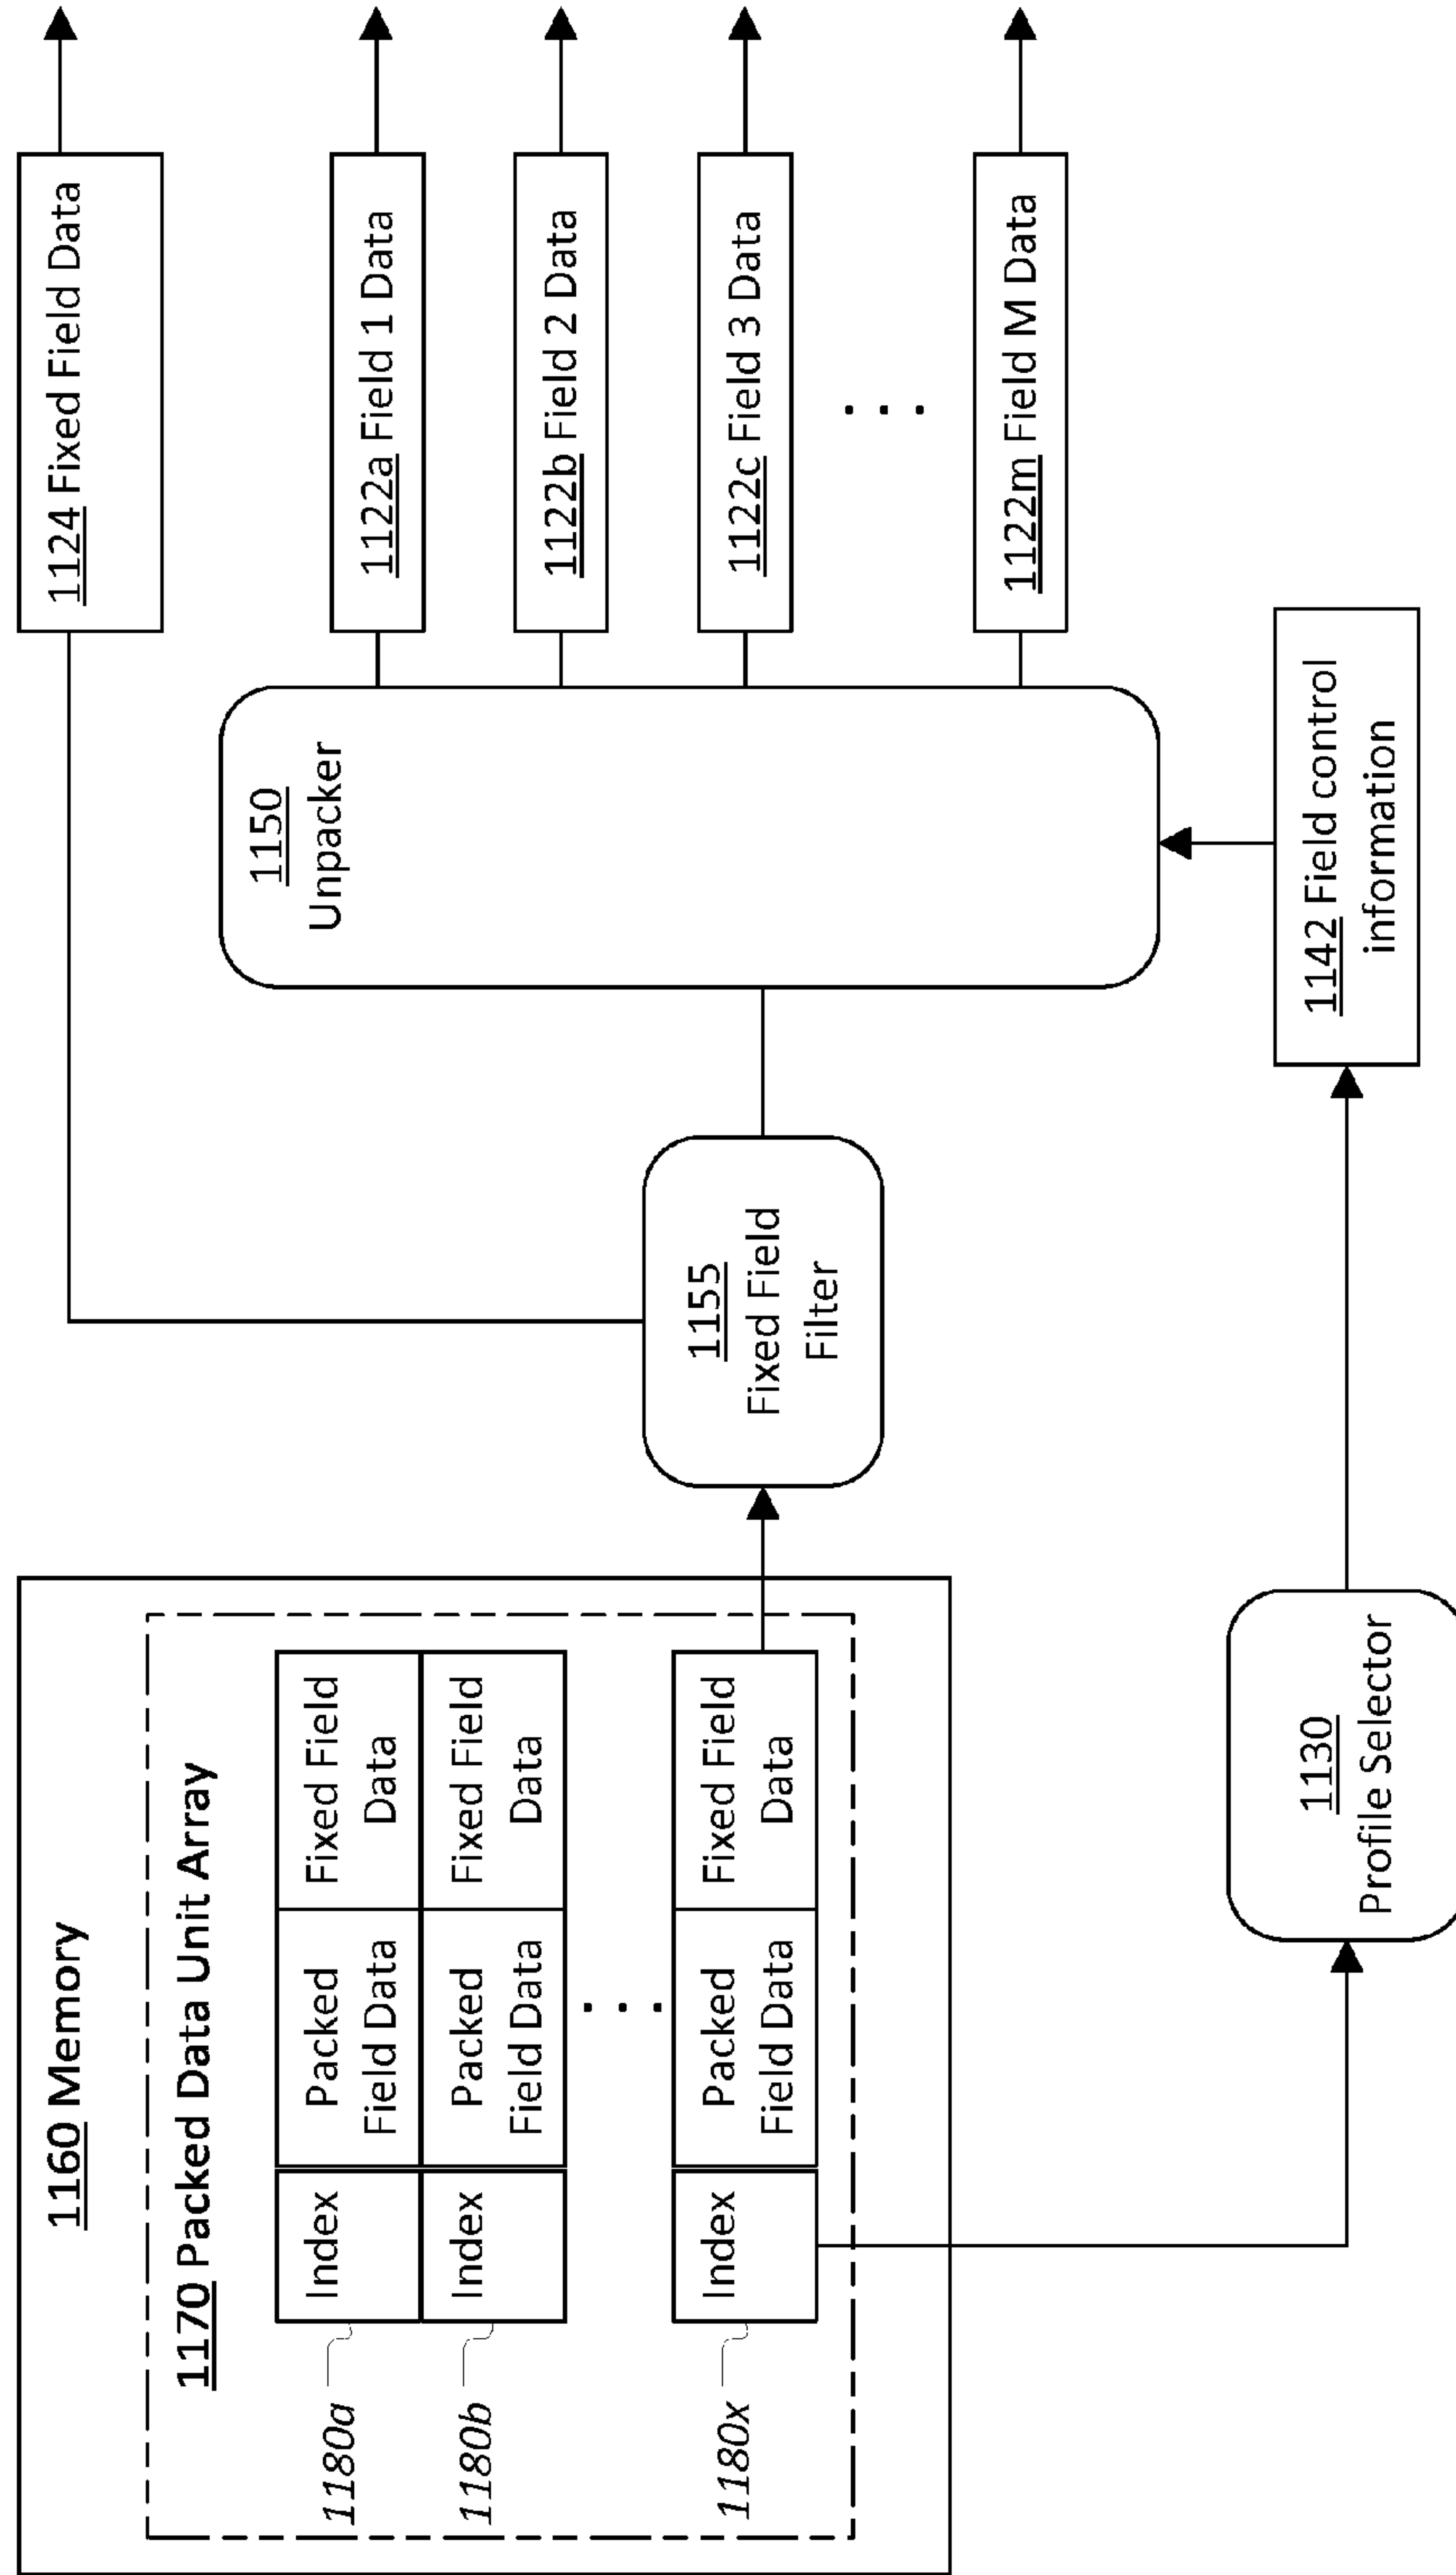 1160 Memory
1170 Packed Data Unit Array
1180a
Index
Packed
Field Data
Fixed Field
Data
1180b
Index
Packed
Field Data
Fixed Field
Data
. . .
1180x
Index
Packed
Field Data
Fixed Field
Data
1155
Fixed Field
Filter
1130
Profile Selector
1150
Unpacker
1142 Field control
information
1124 Fixed Field Data
1122a Field 1 Data
1122b Field 2 Data
1122c Field 3 Data
. . .
1122m Field M Data